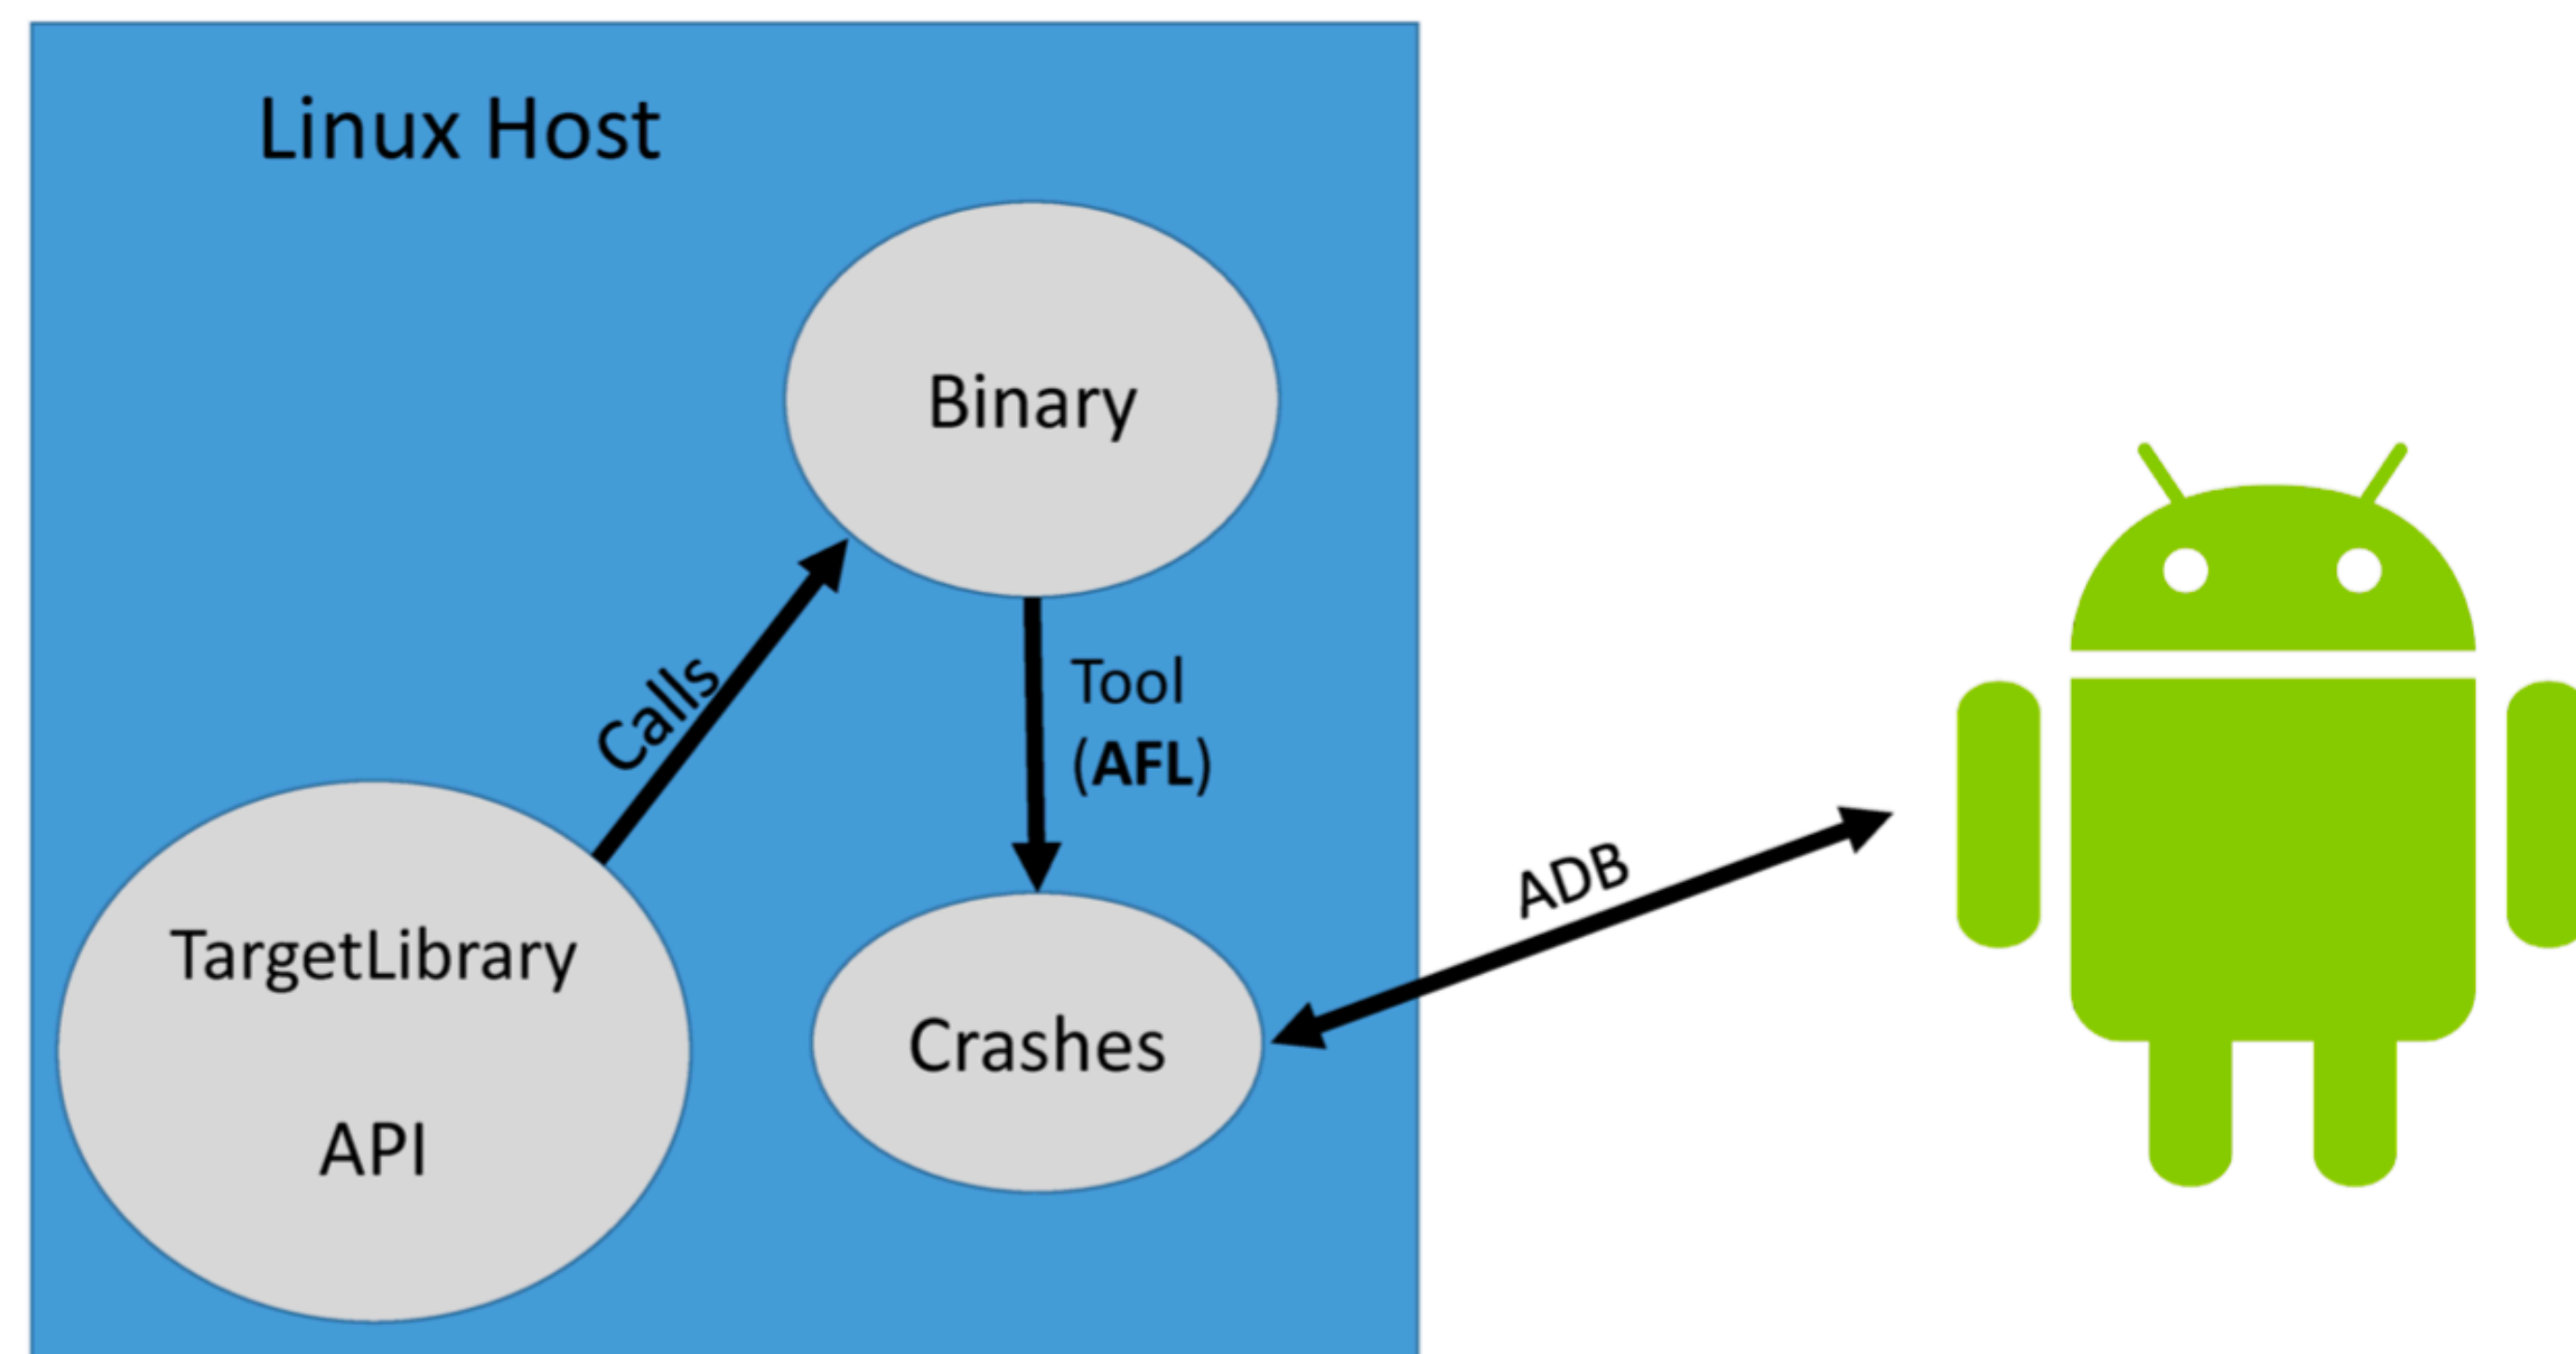 Linux Host
Binary
Calls
Tool
(AFL)
ADB
TargetLibrary
API
Crashes